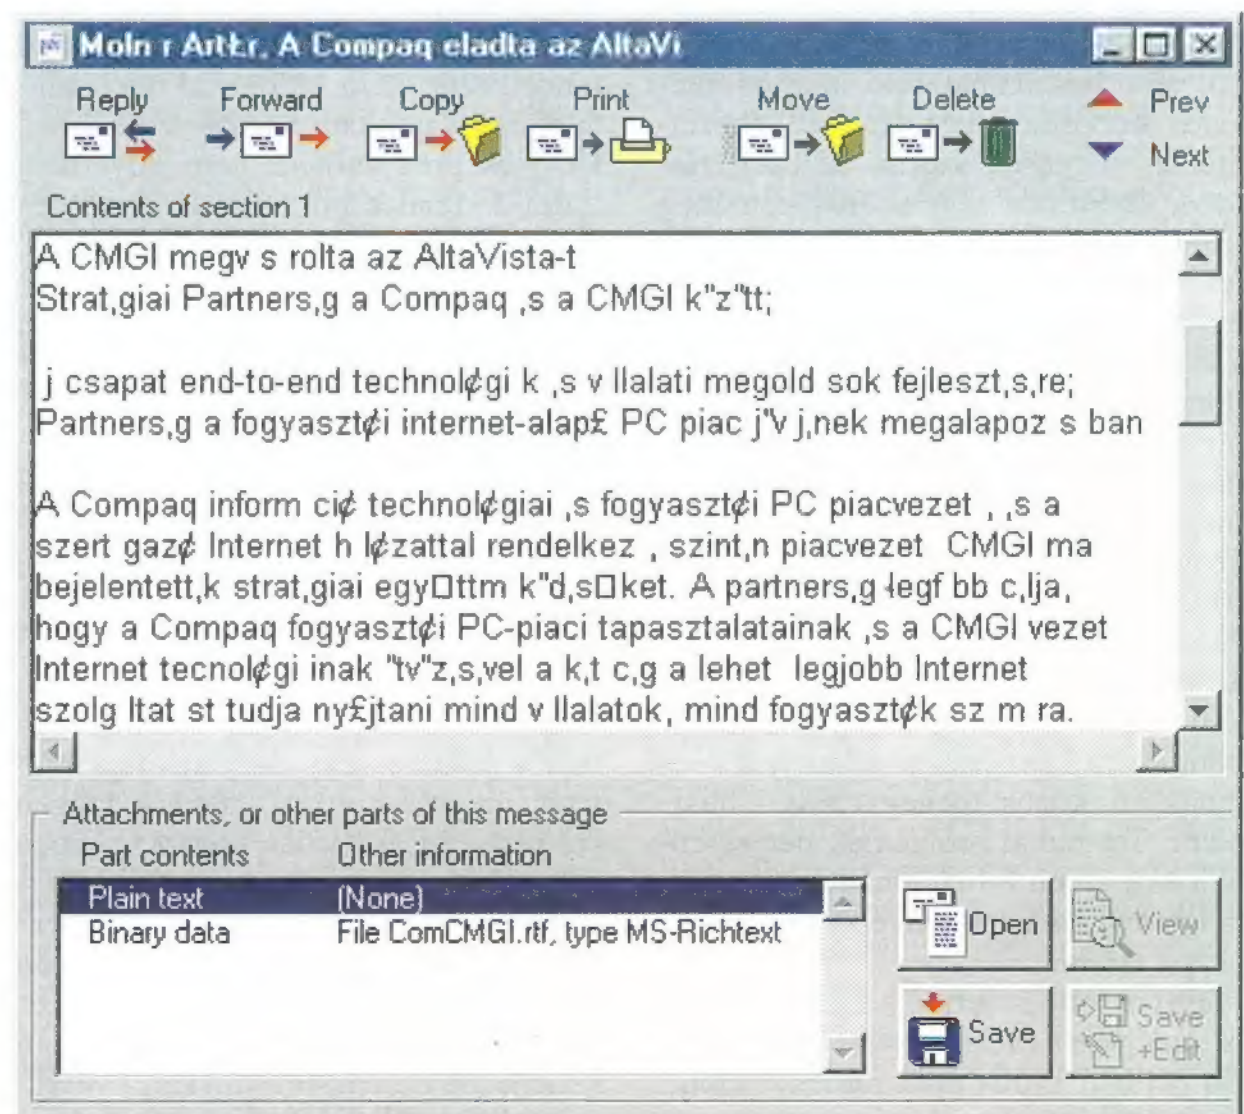 Moln r ArtŁr, A Compaq eladta az AltaVi
Reply Forward Copy Print Move Delete Prev
Next
Contents of section 1
A CMGI megv s rolta az AltaVista-t
Strat,giai Partners,g a Compaq ,s a CMGI k"z"tt;
j csapat end-to-end technol¢gi k ,s v llalati megold sok fejleszt,s,re;
Partners,g a fogyaszt¢i internet-alap£ PC piac j"v j,nek megalapoz s ban
A Compaq inform ci¢ technol¢giai ,s fogyaszt¢i PC piacvezet , ,s a
szert gaz¢ Internet h l¢zattal rendelkez , szint,n piacvezet CMGI ma
bejelentett,k strat,giai egy□ttm k"d,s□ket. A partners,g legf bb c,lja,
hogy a Compaq fogyaszt¢i PC-piaci tapasztalatainak ,s a CMGI vezet
Internet tecnol¢gi inak "tv"z,s,vel a k,t c,g a lehet legjobb Internet
szolg ltat st tudja ny£jtani mind v llalatok, mind fogyaszt¢k sz m ra.
Attachments, or other parts of this message
Part contents Other information
Plain text (None)
Binary data File ComCMGI.rtf, type MS-Richtext
Open View
Save Save
+Edit